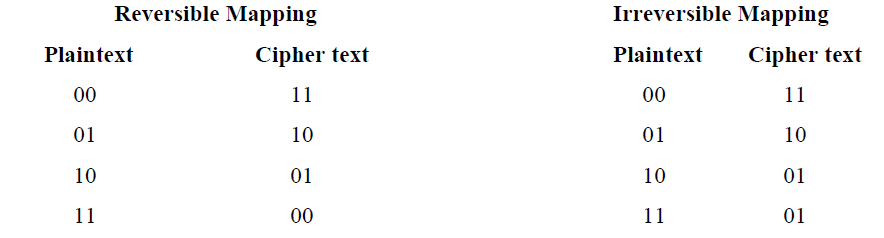 Reversible Mapping Irreversible Mapping
Plaintext Cipher text Plaintext Cipher text
00 11 00 11
01 10 01 10
10 01 10 01
11 00 11 01